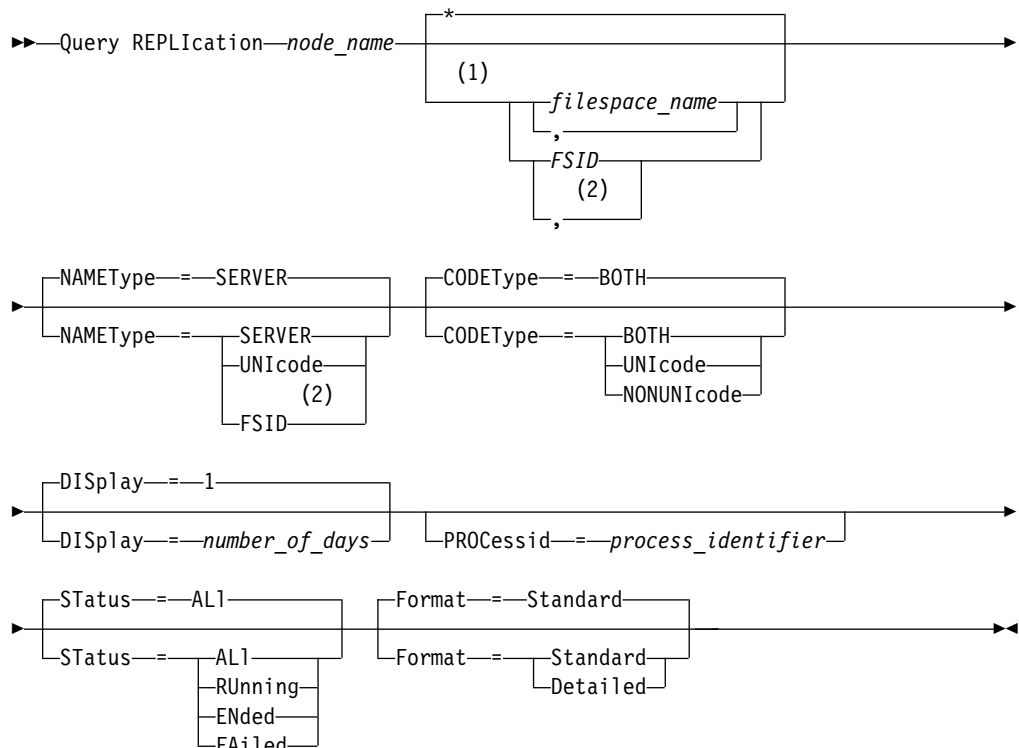 *
Query REPLIcation node_name
(1)
filespace_name
,
FSID
(2)
,
NAMEType = SERVER CODEType = BOTH
NAMEType = SERVER CODEType = BOTH
UNIcode UNIcode
(2) NONUNIcode
FSID
DISplay = 1
DISplay = number_of_days PROCessid = process_identifier
STatus = ALl Format = Standard
STatus = ALl Format = Standard
RUnning Detailed
ENded
FAiled